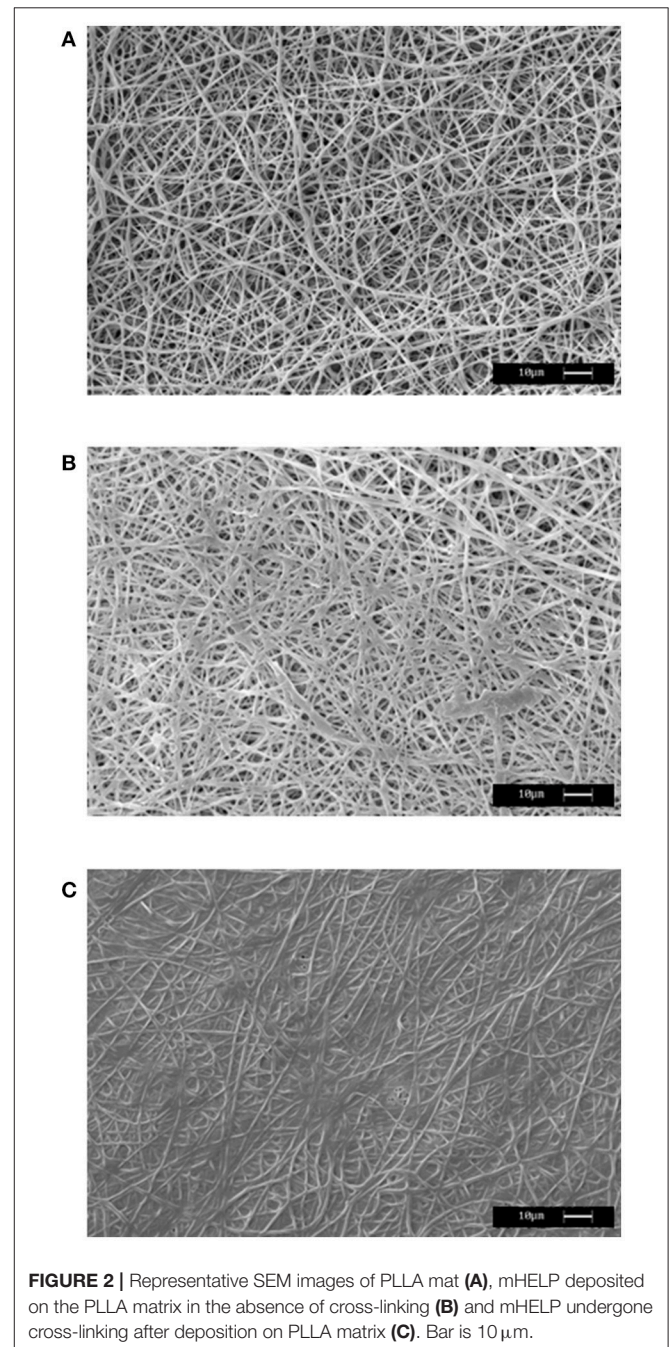 A
10µm
B
10µm
C
10µm
FIGURE 2 | Representative SEM images of PLLA mat (A), mHELP deposited
on the PLLA matrix in the absence of cross-linking (B) and mHELP undergone
cross-linking after deposition on PLLA matrix (C). Bar is 10 µm.